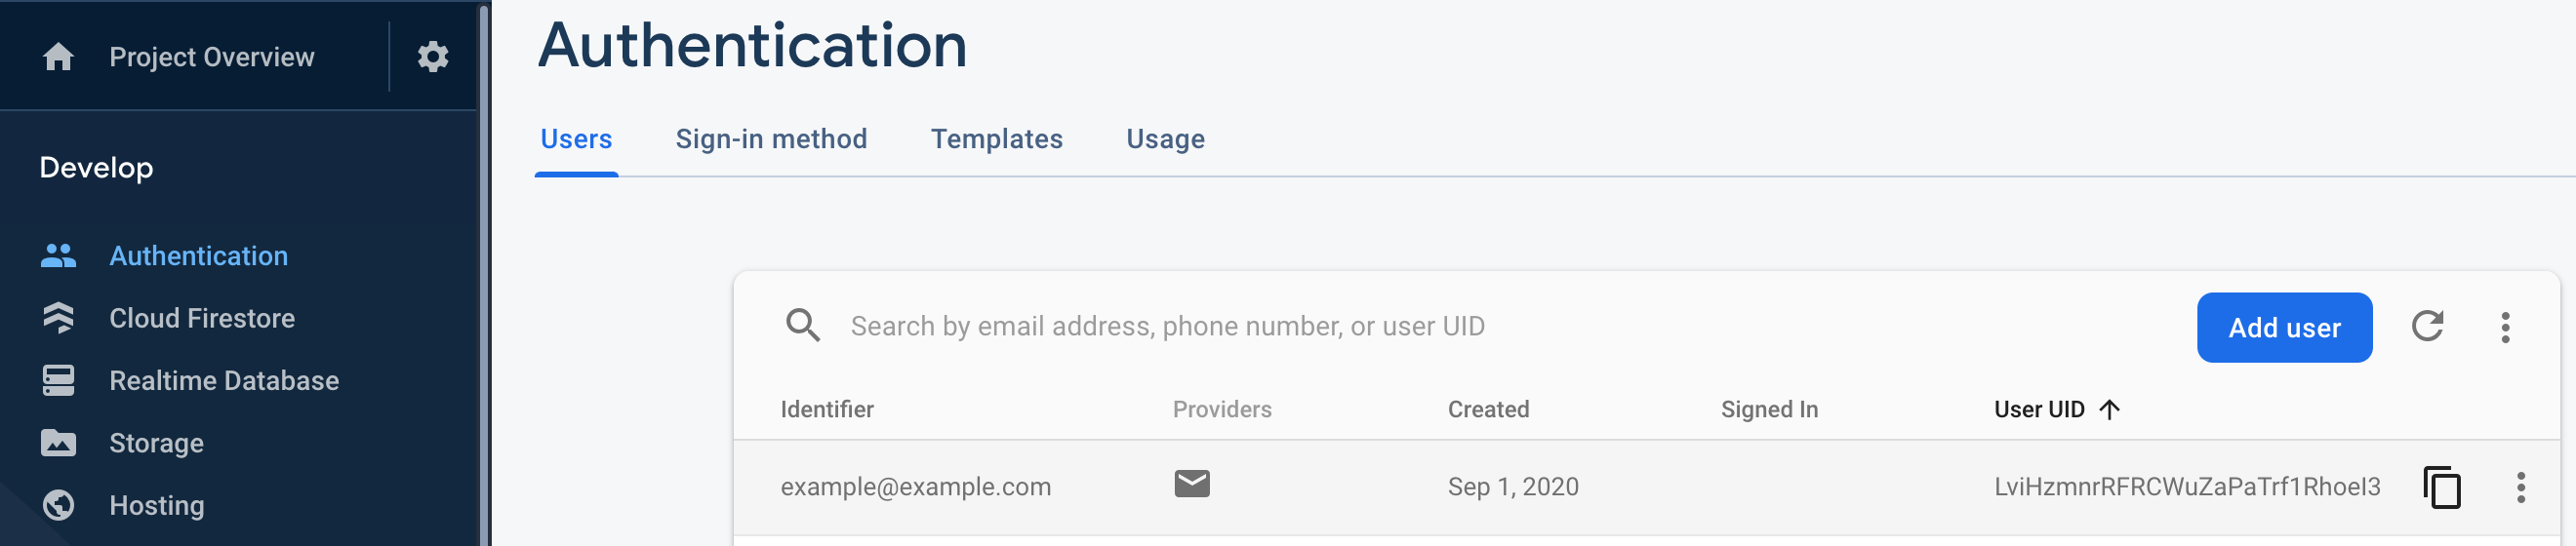 Project Overview
Develop
Authentication
Cloud Firestore
Realtime Database
Storage
Hosting
Authentication
Users Sign-in method Templates Usage
Search by email address, phone number, or user UID Add user
Identifier Providers Created Signed In User UID
example@example.com Sep 1, 2020 LviHzmnrRFRCWuZaPaTrf1Rhoel3